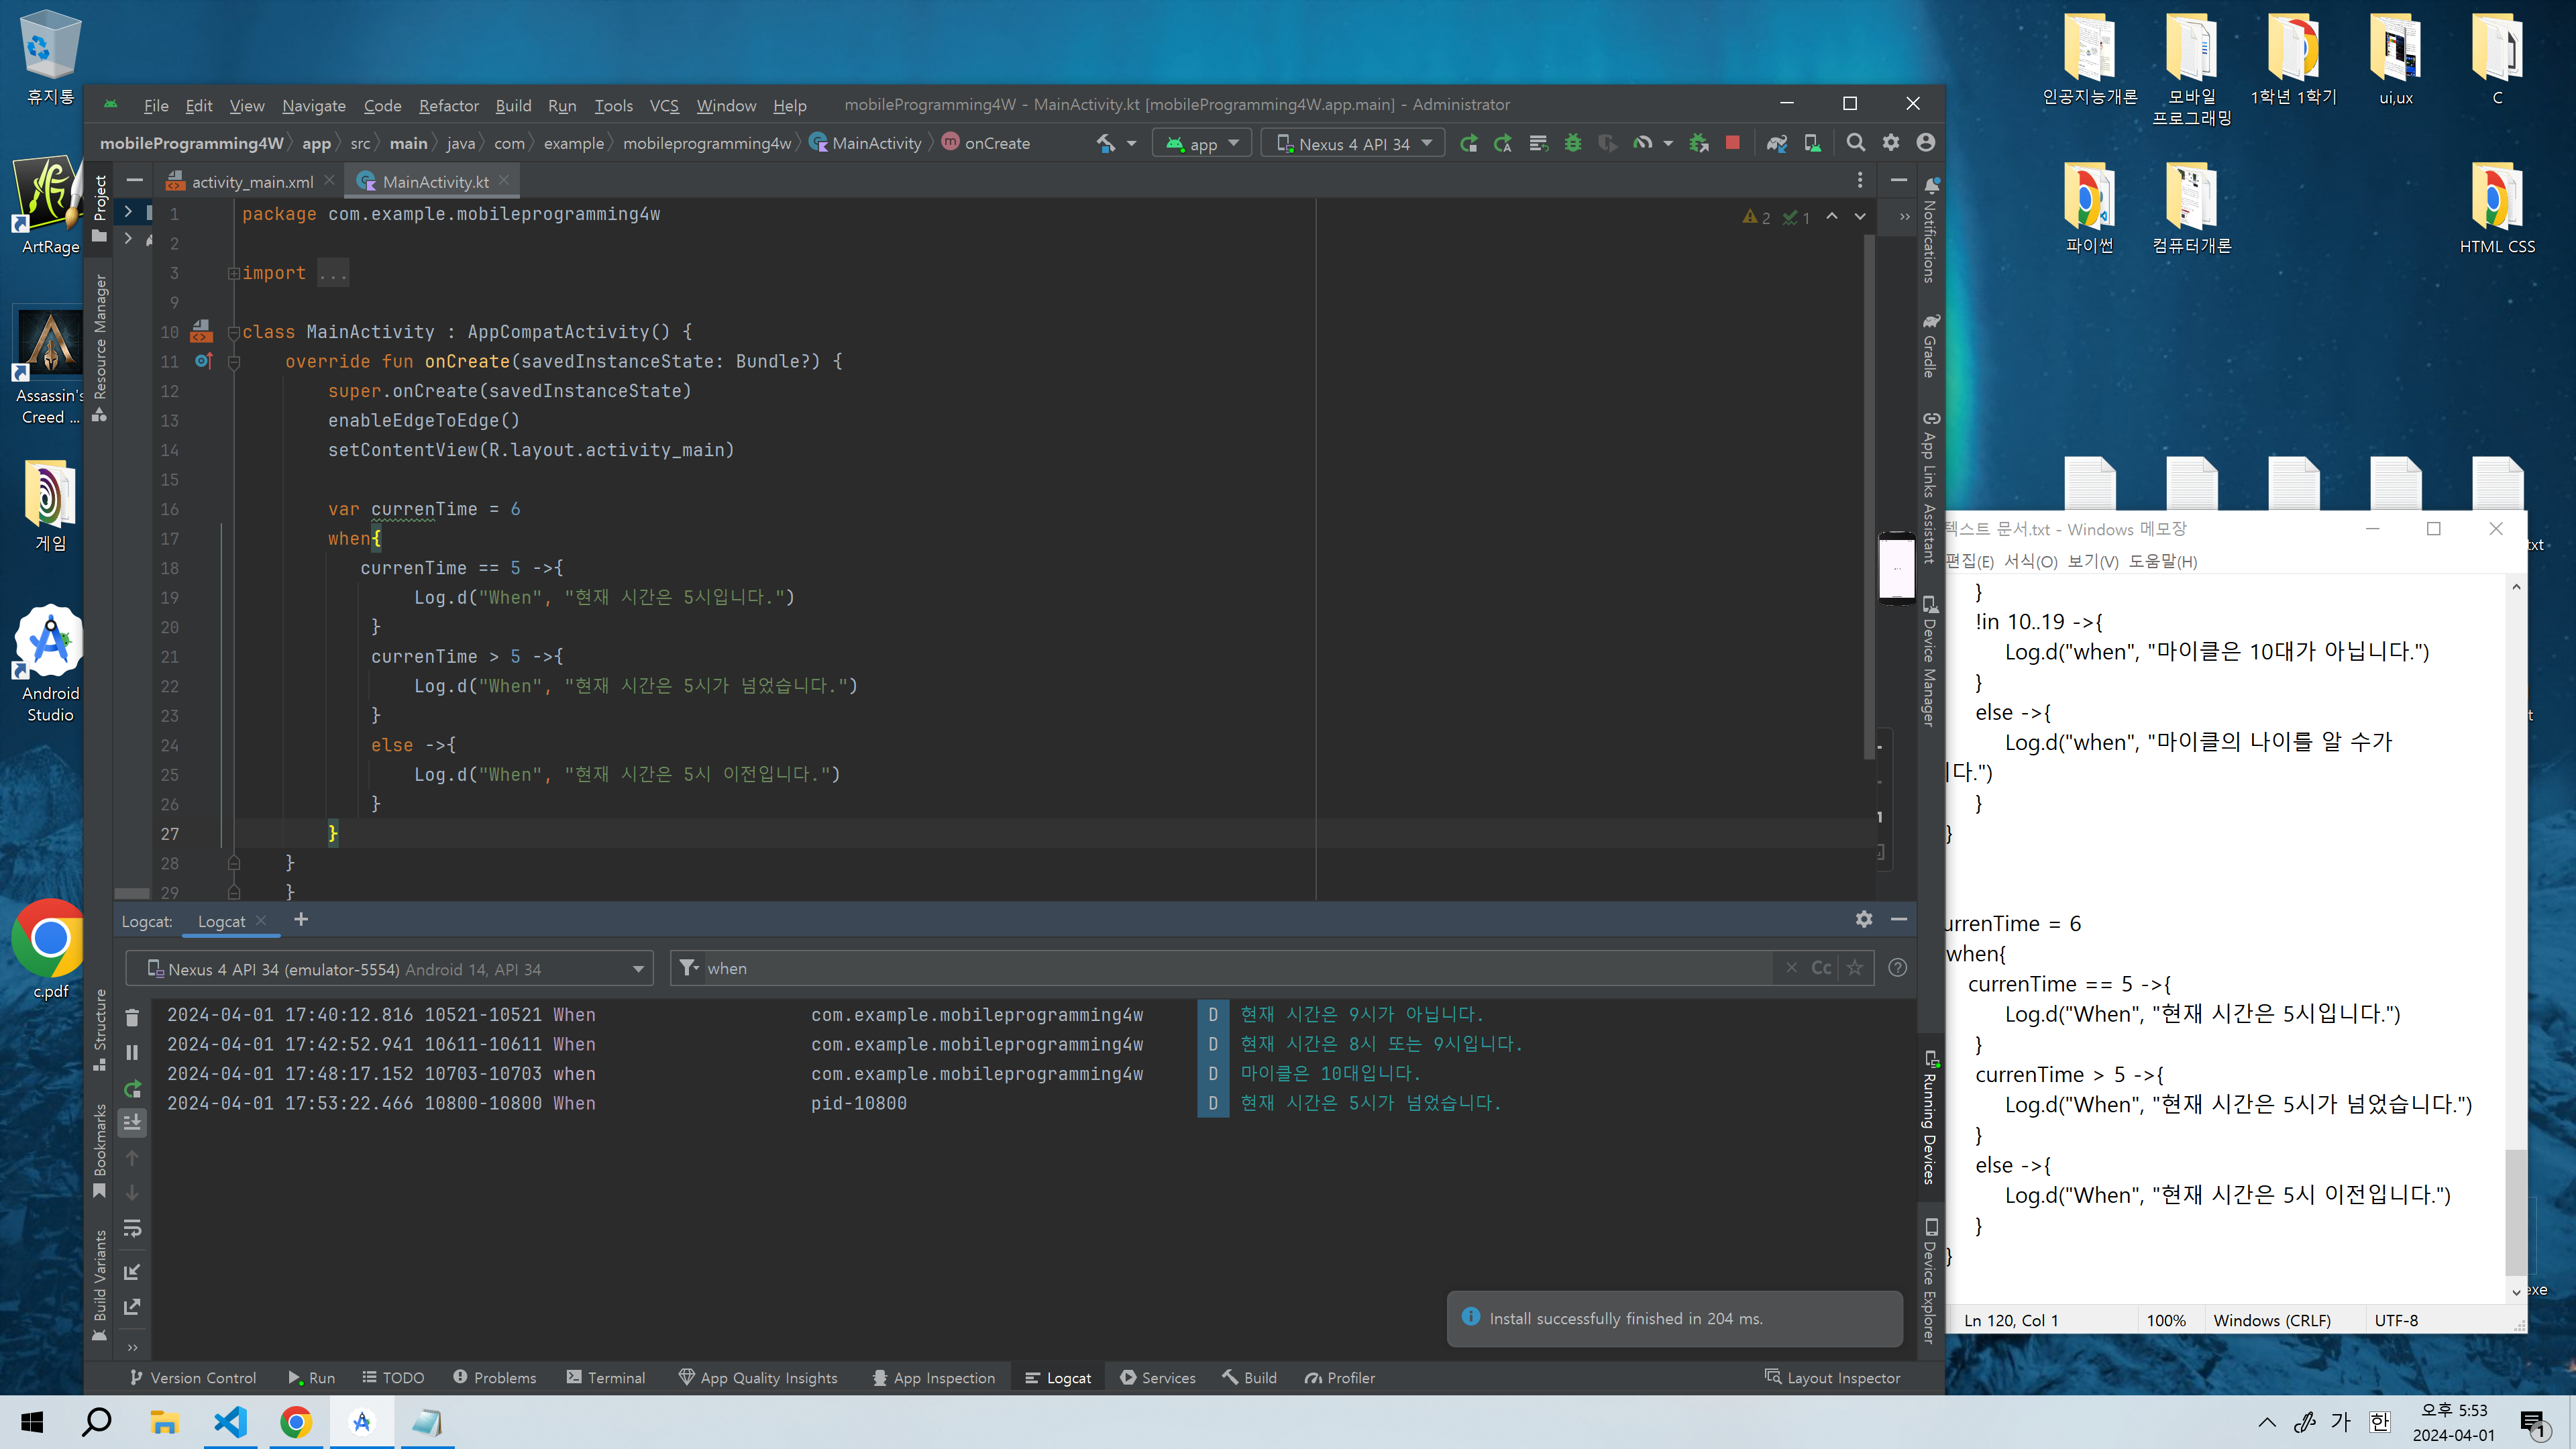 휴지통
ArtRage
Assassin's
Creed ...
게임
Android
Studio
c.pdf
인공지능개론
모바일
프로그래밍
1학년 1학기
ui,ux
C
파이썬
컴퓨터개론
HTML CSS
File Edit View Navigate Code Refactor Build Run Tools VCS Window Help mobileProgramming4W - MainActivity.kt [mobileProgramming4W.app.main] - Administrator
mobileProgramming4W app src main java com example mobileprogramming4w MainActivity onCreate app Nexus 4 API 34
Project
Resource Manager
Structure
Bookmarks
Build Variants
activity_main.xml MainActivity.kt
2 1
1 package com.example.mobileprogramming4w
2
3 import ...
9
10 class MainActivity : AppCompatActivity() {
11 override fun onCreate(savedInstanceState: Bundle?) {
12 super.onCreate(savedInstanceState)
13 enableEdgeToEdge()
14 setContentView(R.layout.activity_main)
15
16 var currenTime = 6
17 when{
18 currenTime == 5 ->{
19 Log.d("When", "현재 시간은 5시입니다.")
20 }
21 currenTime > 5 ->{
22 Log.d("When", "현재 시간은 5시가 넘었습니다.")
23 }
24 else ->{
25 Log.d("When", "현재 시간은 5시 이전입니다.")
26 }
27 }
28 }
29 }
Notifications
Gradle
App Links Assistant
Device Manager
Running Devices
Device Explorer
Logcat: Logcat
Nexus 4 API 34 (emulator-5554) Android 14, API 34 when Cc
2024-04-01 17:40:12.816 10521-10521 When com.example.mobileprogramming4w D 현재 시간은 9시가 아닙니다.
2024-04-01 17:42:52.941 10611-10611 When com.example.mobileprogramming4w D 현재 시간은 8시 또는 9시입니다.
2024-04-01 17:48:17.152 10703-10703 when com.example.mobileprogramming4w D 마이클은 10대입니다.
2024-04-01 17:53:22.466 10800-10800 When pid-10800 D 현재 시간은 5시가 넘었습니다.
Install successfully finished in 204 ms.
Version Control Run TODO Problems Terminal App Quality Insights App Inspection Logcat Services Build Profiler Layout Inspector
텍스트 문서.txt - Windows 메모장
편집(E) 서식(O) 보기(V) 도움말(H)
}
!in 10..19 ->{
Log.d("when", "마이클은 10대가 아닙니다.")
}
else ->{
Log.d("when", "마이클의 나이를 알 수가
다.")
}
}
urrenTime = 6
when{
currenTime == 5 ->{
Log.d("When", "현재 시간은 5시입니다.")
}
currenTime > 5 ->{
Log.d("When", "현재 시간은 5시가 넘었습니다.")
}
else ->{
Log.d("When", "현재 시간은 5시 이전입니다.")
}
}
Ln 120, Col 1 100% Windows (CRLF) UTF-8
txt
t
exe
가 한
오후 5:53
2024-04-01
1